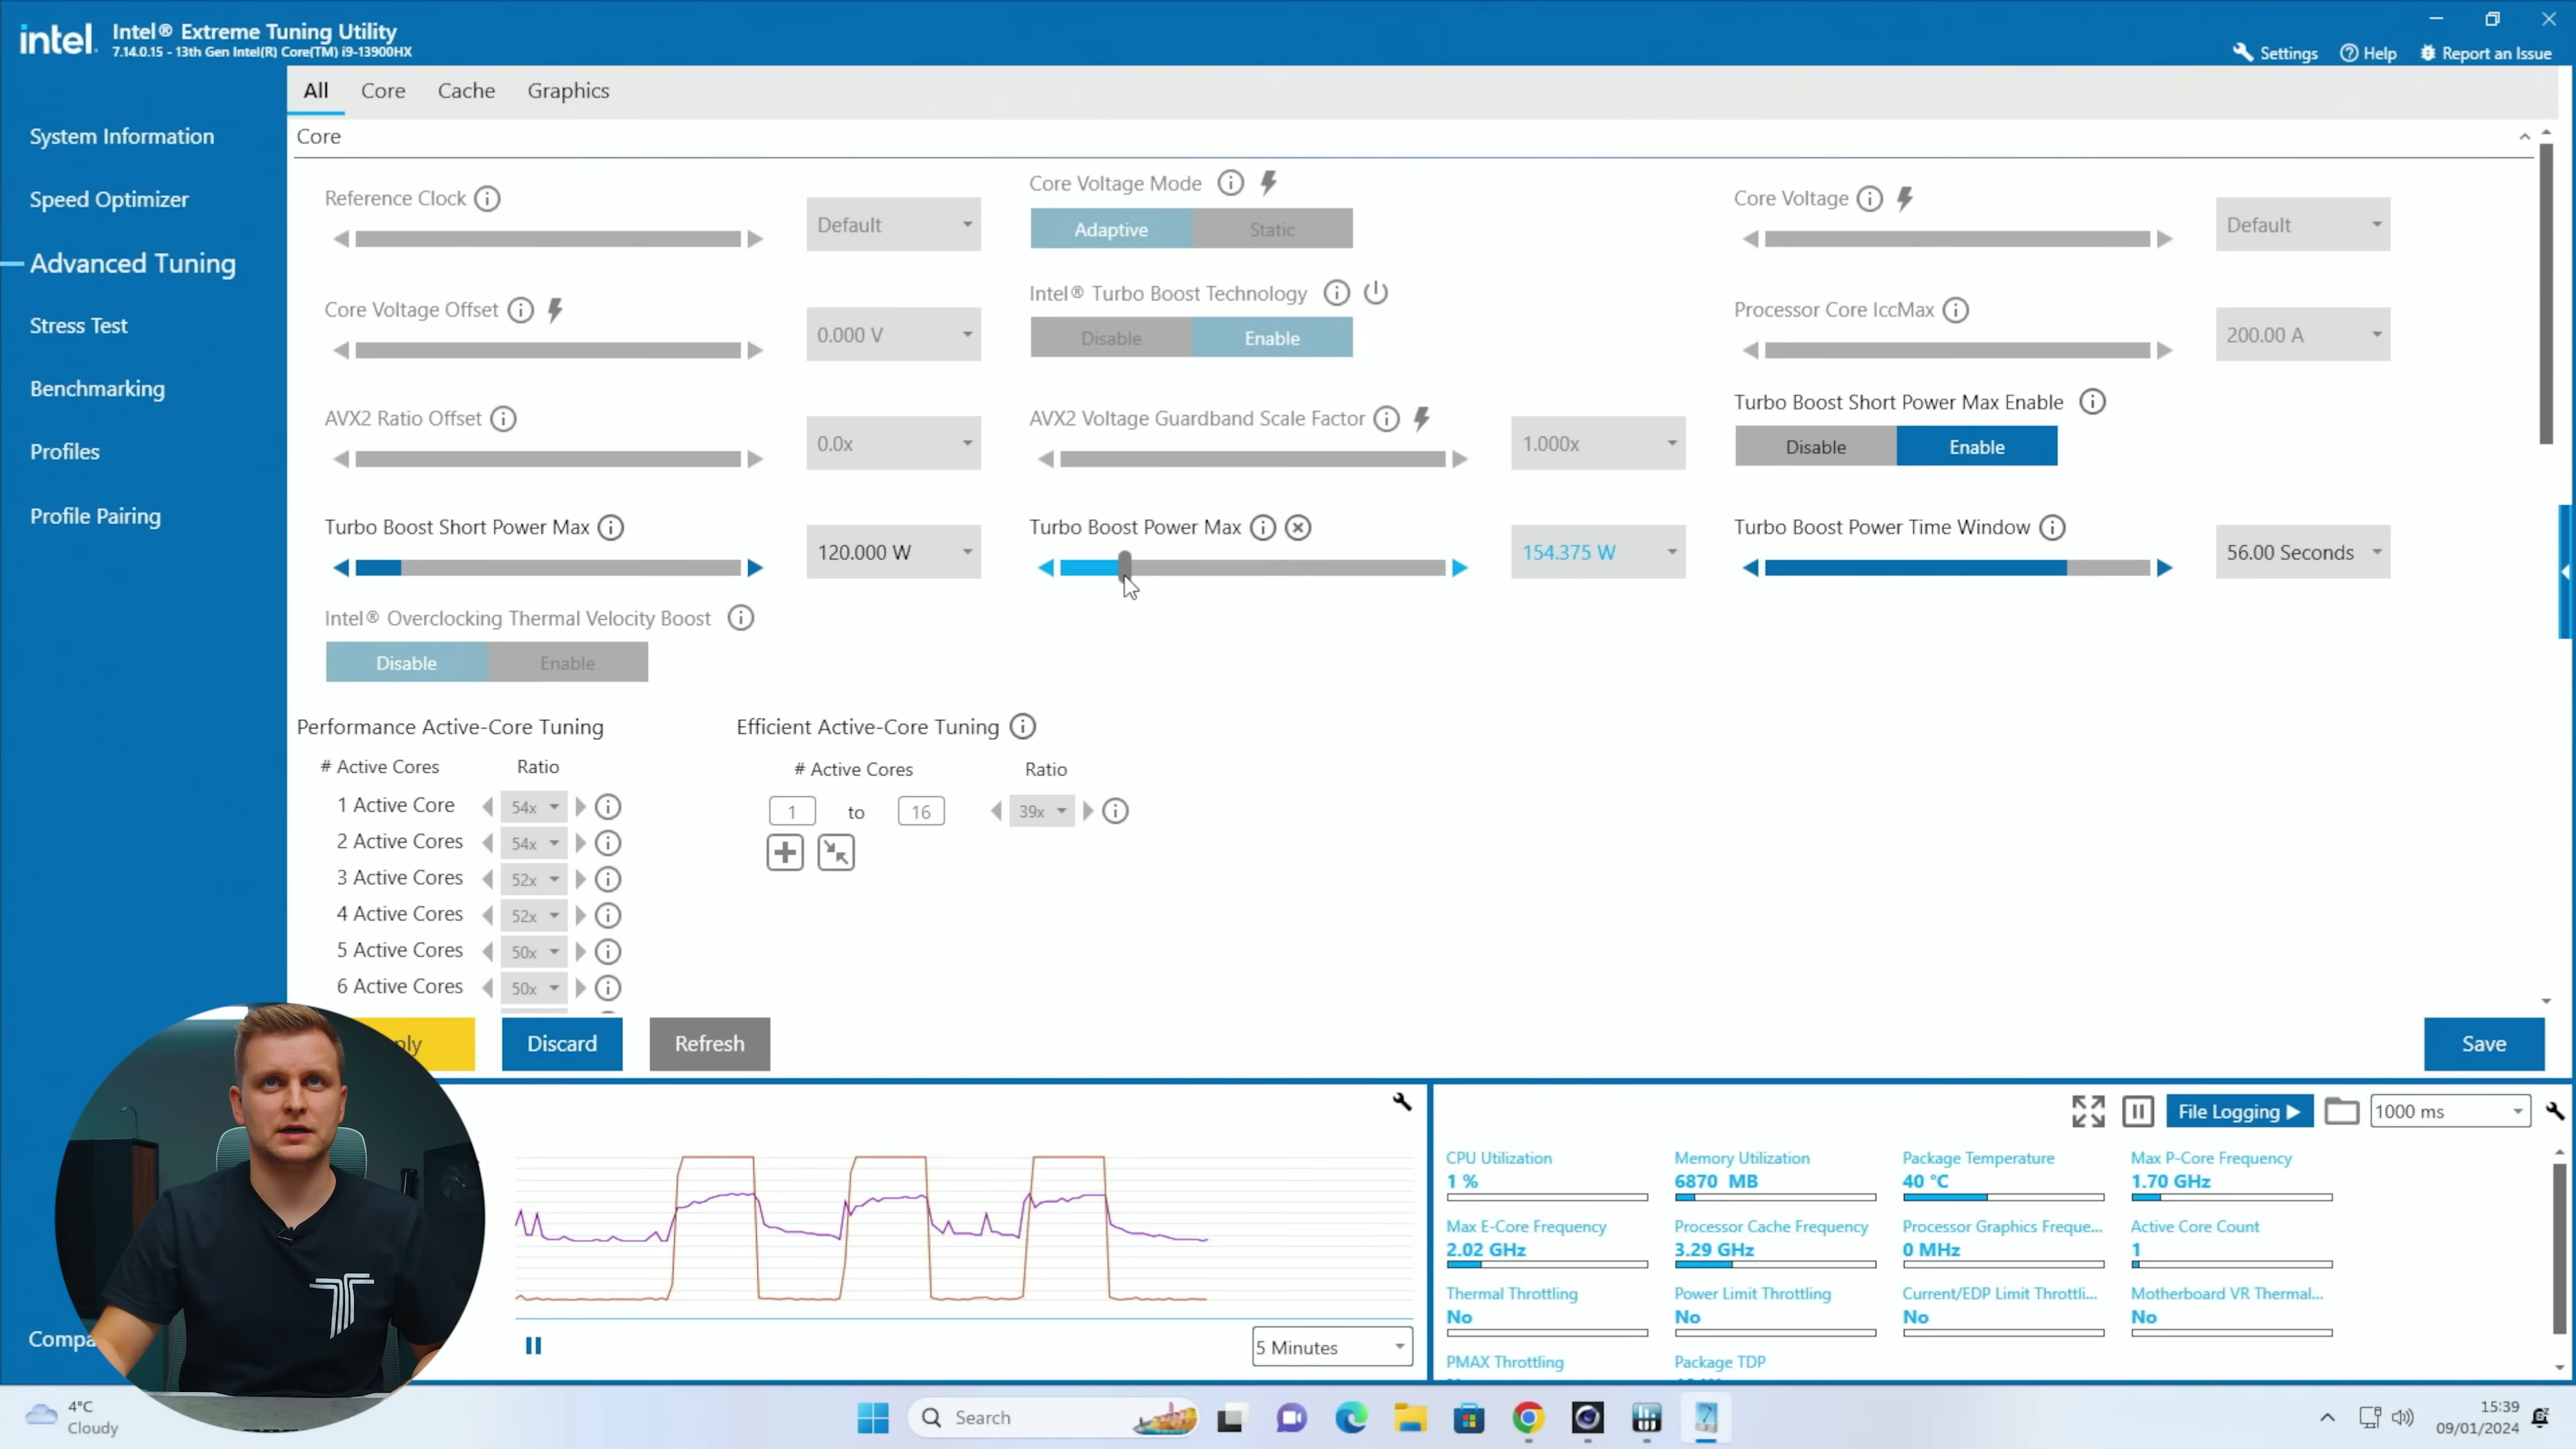 intel. Intel® Extreme Tuning Utility
7.14.0.15 - 13th Gen Intel(R) Core(TM) i9-13900HX
Settings Help Report an Issue
All Core Cache Graphics
System Information
Speed Optimizer
Advanced Tuning
Stress Test
Benchmarking
Profiles
Profile Pairing
Core
Reference Clock Default
Core Voltage Mode
Adaptive Static
Core Voltage Default
Core Voltage Offset 0.000 V
Intel® Turbo Boost Technology
Disable Enable
Processor Core IccMax 200.00 A
AVX2 Ratio Offset 0.0x
AVX2 Voltage Guardband Scale Factor 1.000x
Turbo Boost Short Power Max Enable
Disable Enable
Turbo Boost Short Power Max 120.000 W
Turbo Boost Power Max 154.375 W
Turbo Boost Power Time Window 56.00 Seconds
Intel® Overclocking Thermal Velocity Boost
Disable Enable
Performance Active-Core Tuning
# Active Cores Ratio
1 Active Core 54x
2 Active Cores 54x
3 Active Cores 52x
4 Active Cores 52x
5 Active Cores 50x
6 Active Cores 50x
Efficient Active-Core Tuning
# Active Cores Ratio
1 to 16 39x
Discard Refresh Save
5 Minutes
File Logging 1000 ms
CPU Utilization Memory Utilization Package Temperature Max P-Core Frequency
1 % 6870 MB 40 °C 1.70 GHz
Max E-Core Frequency Processor Cache Frequency Processor Graphics Freque... Active Core Count
2.02 GHz 3.29 GHz 0 MHz 1
Thermal Throttling Power Limit Throttling Current/EDP Limit Throttli... Motherboard VR Thermal...
No No No No
PMAX Throttling Package TDP
4°C
Cloudy
Search
15:39
09/01/2024